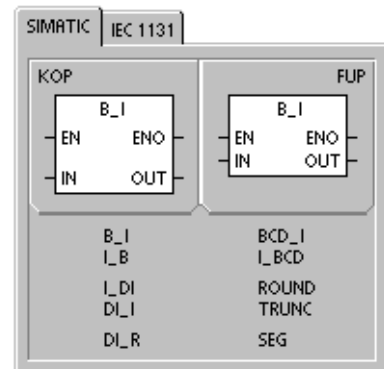 SIMATIC IEC 1131
KOP FUP
B_I B_I
EN ENO EN ENO
IN OUT IN OUT
B_I BCD_I
I_B I_BCD
I_DI ROUND
DI_I TRUNC
DI_R SEG